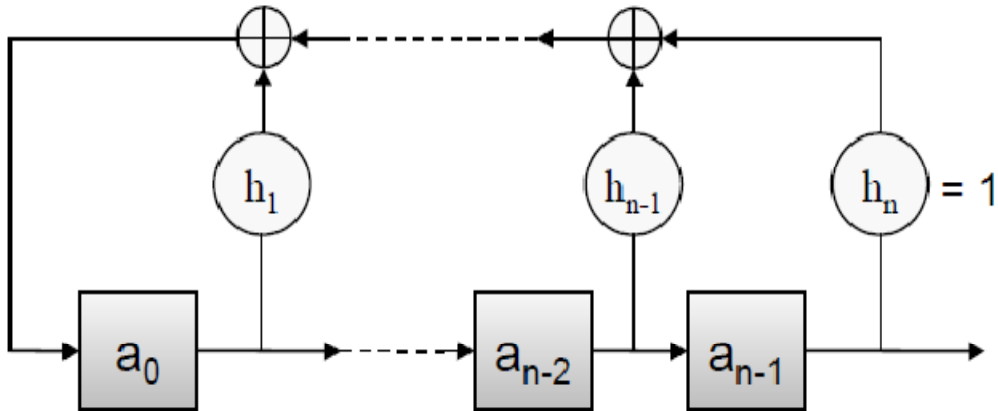 h₁ hₙ₋₁ hₙ = 1
a₀ aₙ₋₂ aₙ₋₁